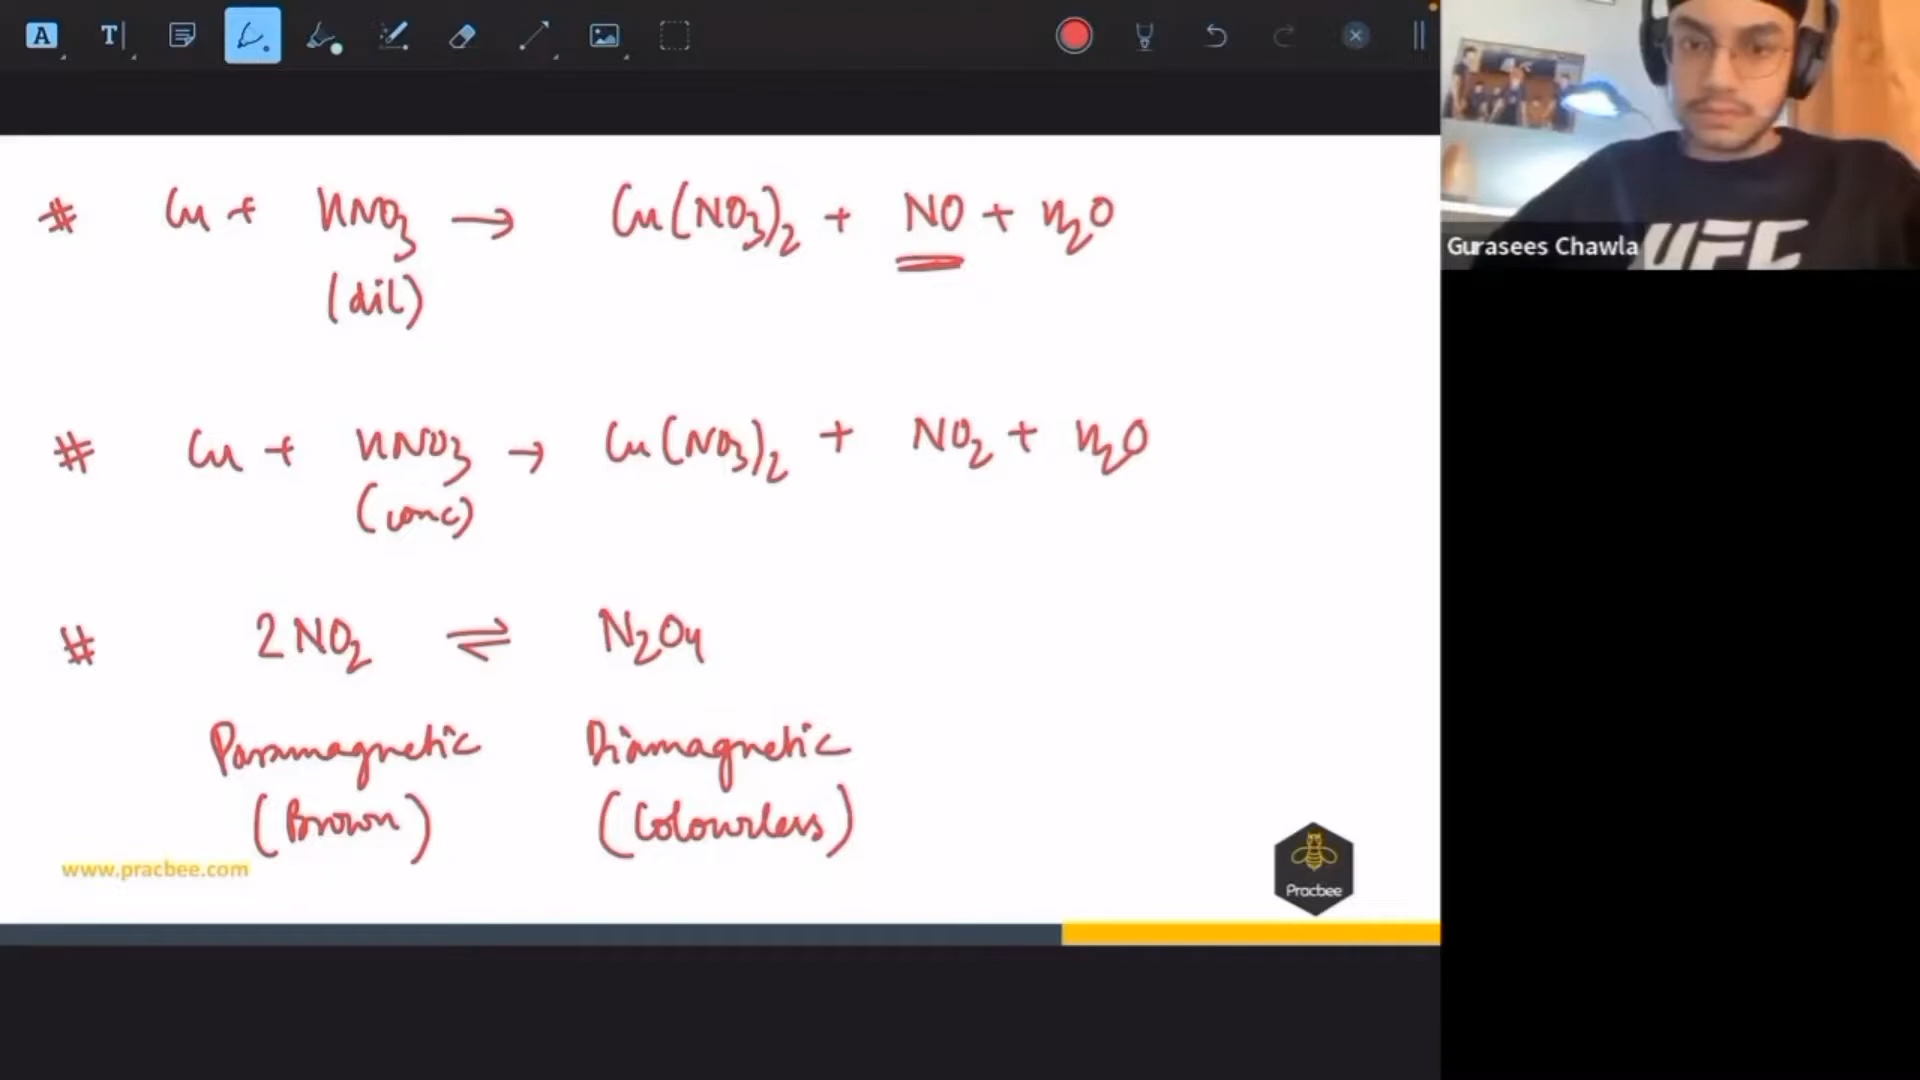 A T
# Cu + HNO3 → Cu(NO3)2 + NO + H2O
(dil)
# Cu + HNO3 → Cu(NO3)2 + NO2 + H2O
(conc)
# 2NO2 ⇌ N2O4
Paramagnetic Diamagnetic
(Brown) (Colourless)
www.pracbee.com
Pracbee
Gurasees Chawla
UFC